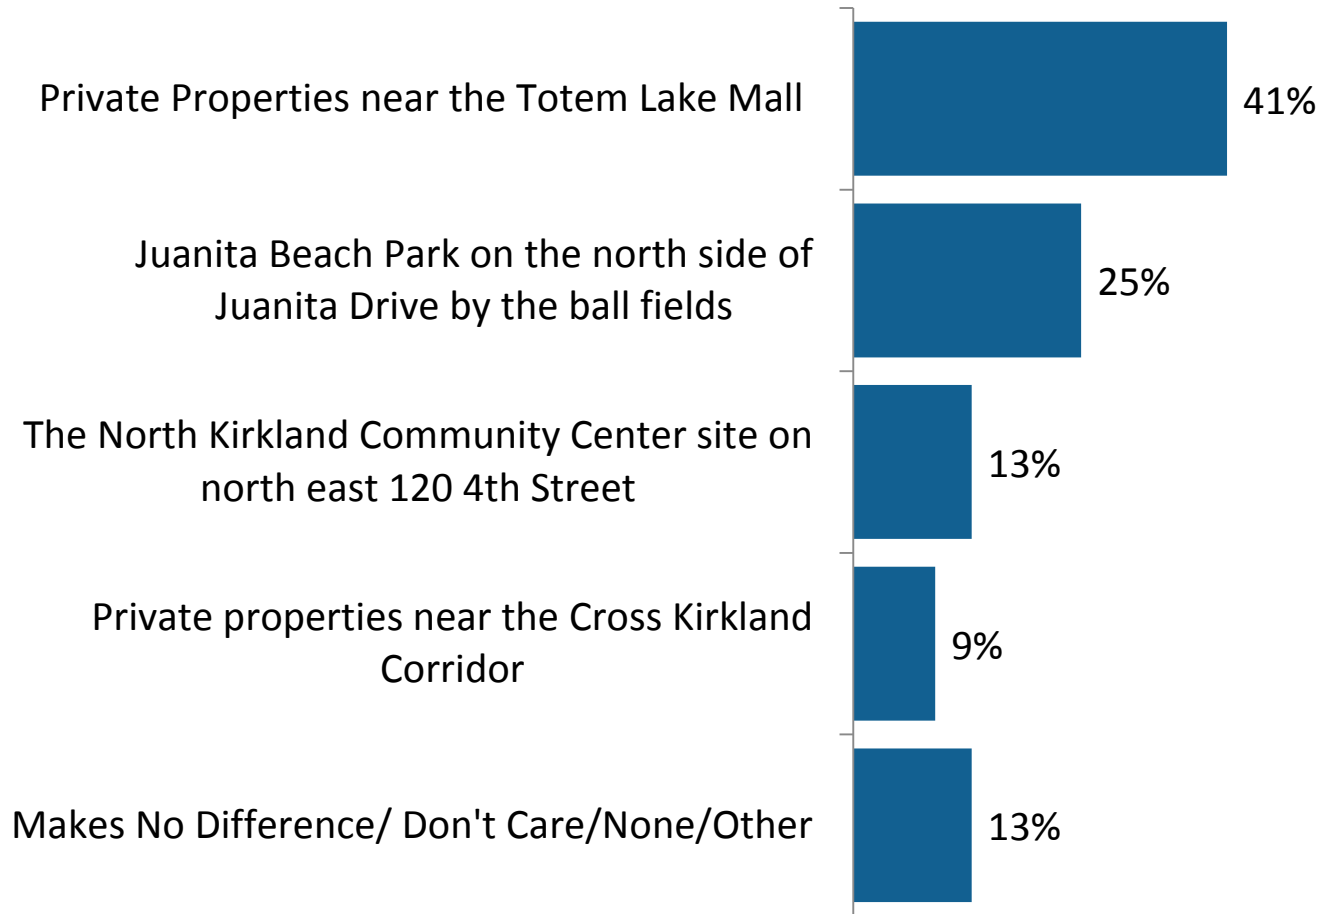 Private Properties near the Totem Lake Mall
41%
Juanita Beach Park on the north side of
Juanita Drive by the ball fields
25%
The North Kirkland Community Center site on
north east 120 4th Street
13%
Private properties near the Cross Kirkland
Corridor
9%
Makes No Difference/ Don't Care/None/Other
13%